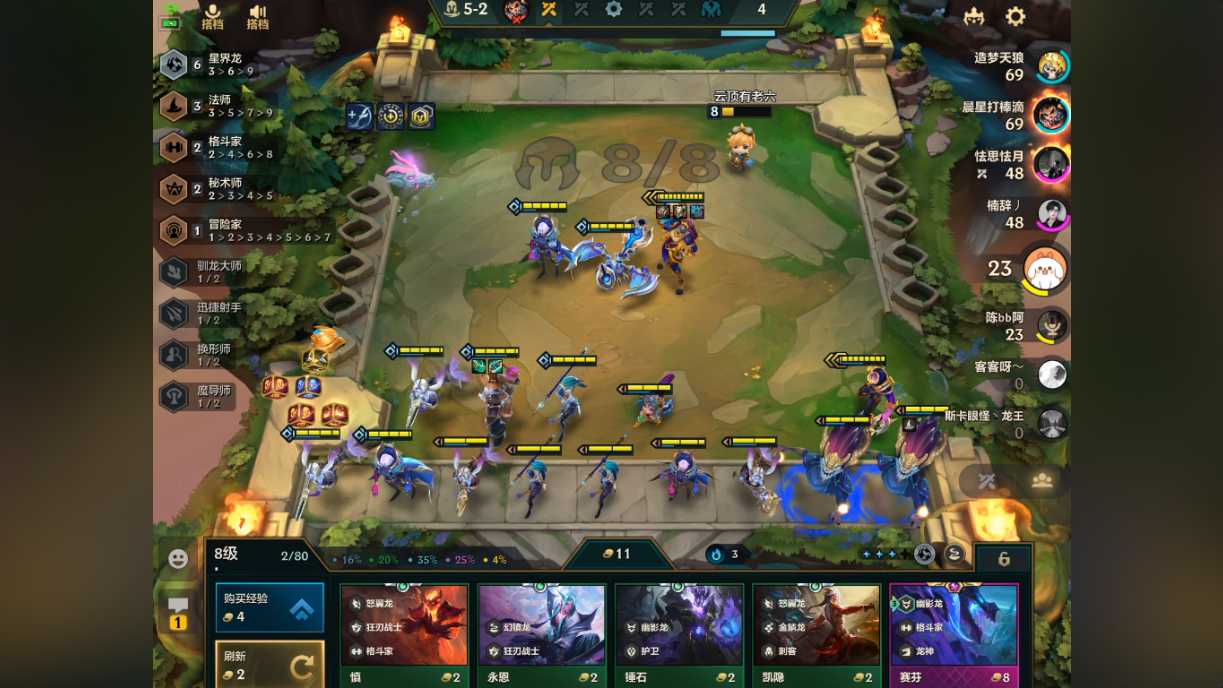 搭档
搭档
5-2
4
6
星界龙
3 > 6 > 9
3
法师
3 > 5 > 7 > 9
2
格斗家
2 > 4 > 6 > 8
2
秘术师
2 > 3 > 4 > 5
1
冒险家
1 > 2 > 3 > 4 > 5 > 6 > 7
驯龙大师
1 / 2
迅捷射手
1 / 2
换形师
1 / 2
魔导师
1 / 2
云顶有老六
8
8/8
造梦天狼
69
晨星打棒滴
69
怯思怯月
48
楠辞丿
48
23
陈bb阿
23
客客呀～
0
斯卡眼怪丶龙王
0
8级
2/80
16%
20%
35%
25%
4%
11
3
6
1
购买经验
4
刷新
2
怒翼龙
狂刃战士
格斗家
慎
2
幻镜龙
狂刃战士
永恩
2
幽影龙
护卫
锤石
2
怒翼龙
金鳞龙
刺客
凯隐
2
3
幽影龙
格斗家
龙神
赛芬
8